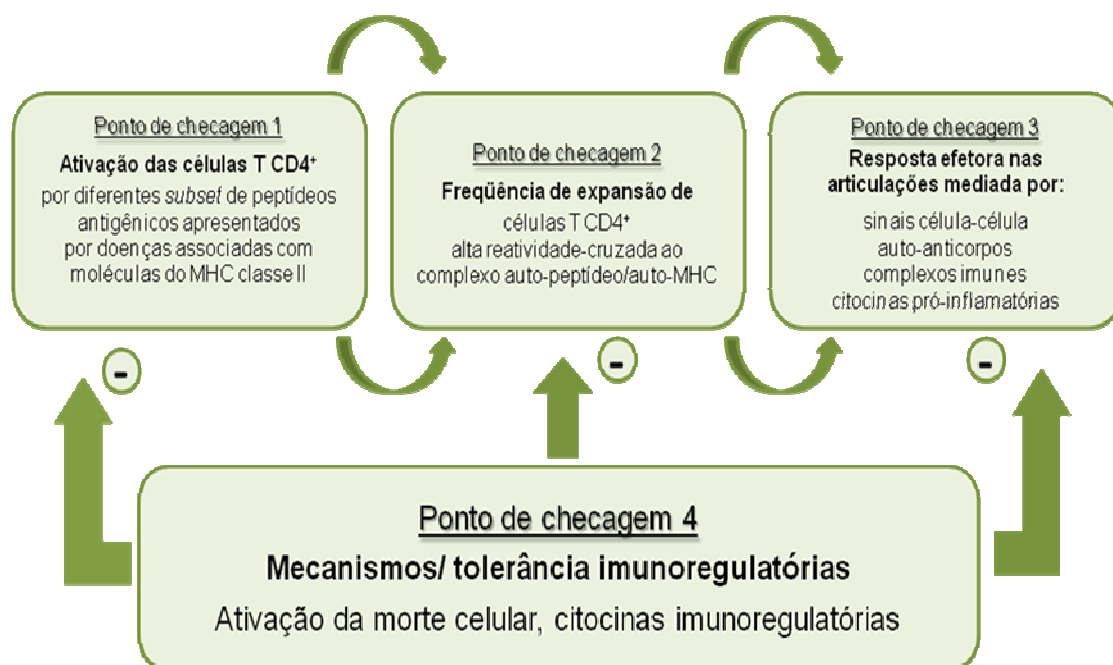 Ponto de checagem 1
Ativação das células T CD4⁺
por diferentes subset de peptídeos
antigênicos apresentados
por doenças associadas com
moléculas do MHC classe II
Ponto de checagem 2
Freqüência de expansão de
células T CD4⁺
alta reatividade-cruzada ao
complexo auto-peptídeo/auto-MHC
Ponto de checagem 3
Resposta efetora nas
articulações mediada por:
sinais célula-célula
auto-anticorpos
complexos imunes
citocinas pró-inflamatórias
-
-
-
Ponto de checagem 4
Mecanismos/ tolerância imunoregulatórias
Ativação da morte celular, citocinas imunoregulatórias